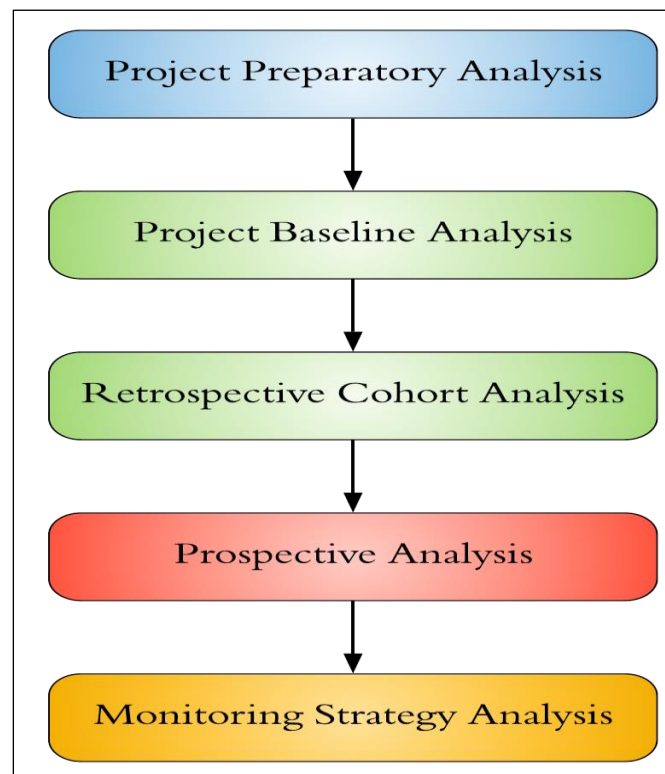 Project Preparatory Analysis
Project Baseline Analysis
Retrospective Cohort Analysis
Prospective Analysis
Monitoring Strategy Analysis